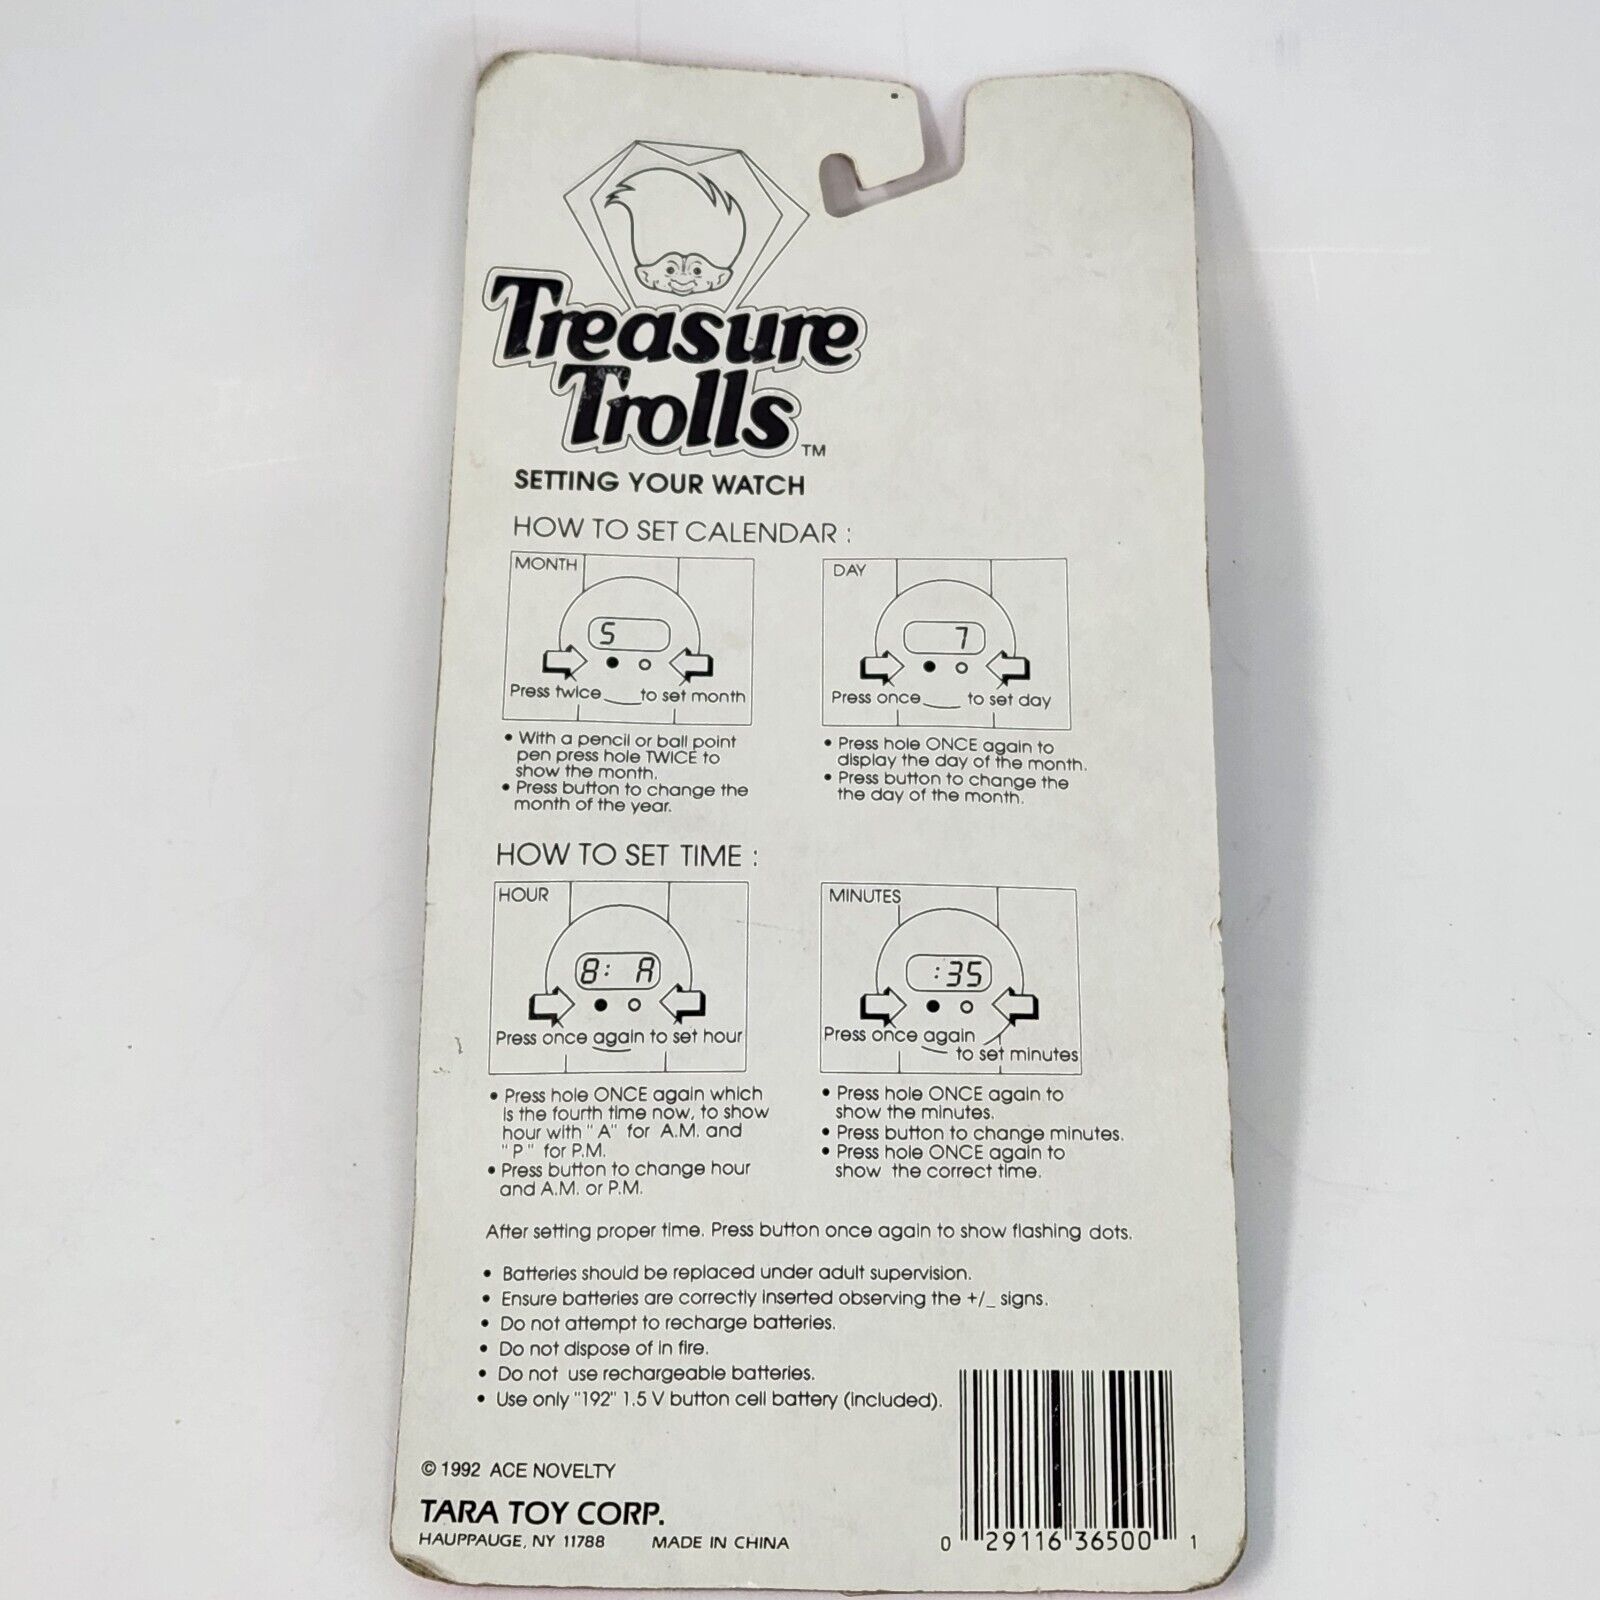 Treasure
Trolls TM
SETTING YOUR WATCH
HOW TO SET CALENDAR :
MONTH
5
Press twice to set month
• With a pencil or ball point
pen press hole TWICE to
show the month.
• Press button to change the
month of the year.
DAY
7
Press once to set day
• Press hole ONCE again to
display the day of the month.
• Press button to change the
the day of the month.
HOW TO SET TIME :
HOUR
8: A
Press once again to set hour
• Press hole ONCE again which
is the fourth time now, to show
hour with " A" for A.M. and
" P " for P.M.
• Press button to change hour
and A.M. or P.M.
MINUTES
:35
Press once again
to set minutes
• Press hole ONCE again to
show the minutes.
• Press button to change minutes.
• Press hole ONCE again to
show the correct time.
After setting proper time. Press button once again to show flashing dots.
• Batteries should be replaced under adult supervision.
• Ensure batteries are correctly inserted observing the +/_ signs.
• Do not attempt to recharge batteries.
• Do not dispose of in fire.
• Do not use rechargeable batteries.
• Use only "192" 1.5 V button cell battery (included).
© 1992 ACE NOVELTY
TARA TOY CORP.
HAUPPAUGE, NY 11788 MADE IN CHINA
0 29116 36500 1